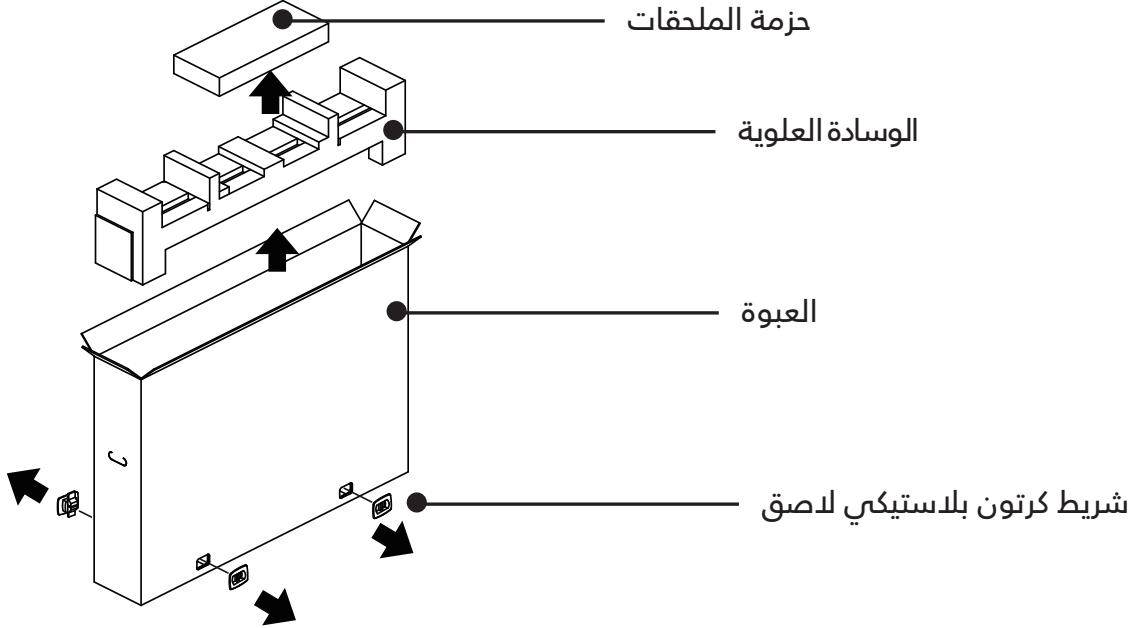 حزمة الملحقات
الوسادة العلوية
العبوة
شريط كرتون بلاستيكي لاصق